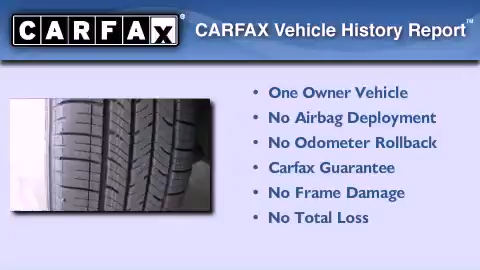 CARFAX® CARFAX Vehicle History Report™
• One Owner Vehicle
• No Airbag Deployment
• No Odometer Rollback
• Carfax Guarantee
• No Frame Damage
• No Total Loss